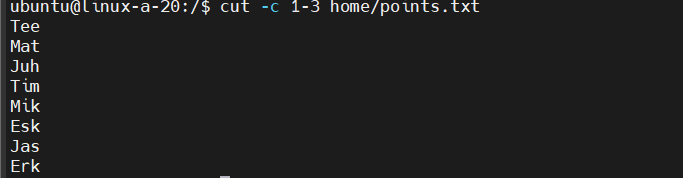 ubuntu@linux-a-20:/$ cut -c 1-3 home/points.txt
Tee
Mat
Juh
Tim
Mik
Esk
Jas
Erk